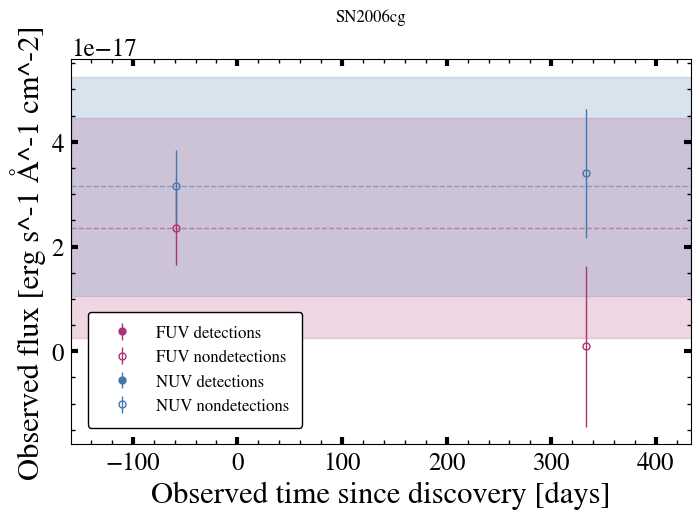 SN2006cg
1e−17
Observed flux [erg s^-1 Å^-1 cm^-2]
4
2
0
FUV detections
FUV nondetections
NUV detections
NUV nondetections
−100 0 100 200 300 400
Observed time since discovery [days]